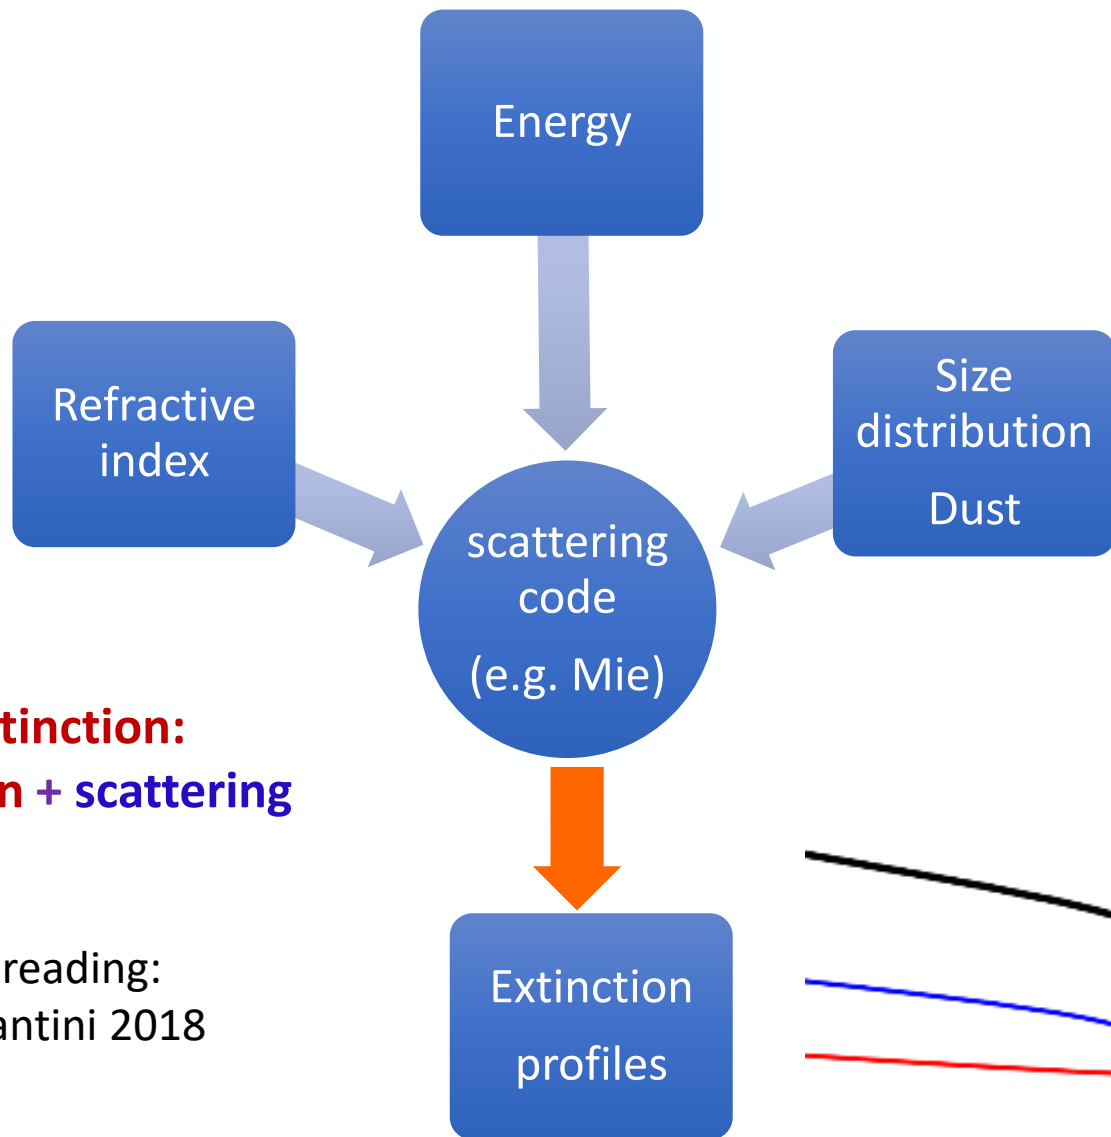 Energy
Refractive
index
Size
distribution
Dust
scattering
code
(e.g. Mie)
tinction:
n + scattering
reading:
antini 2018
Extinction
profiles